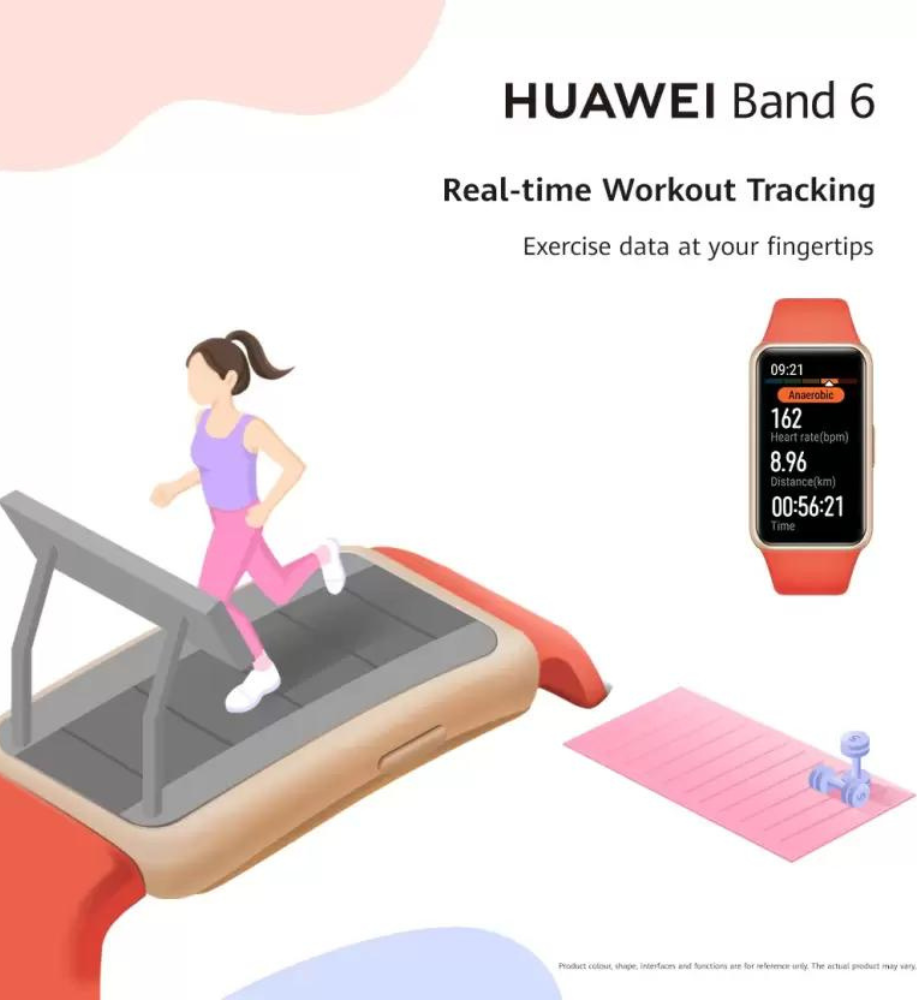 HUAWEI Band 6
Real-time Workout Tracking
Exercise data at your fingertips
09:21
Anaerobic
162
Heart rate(bpm)
8.96
Distance(km)
00:56:21
Time
Product colour, shape, interfaces and functions are for reference only. The actual product may vary.